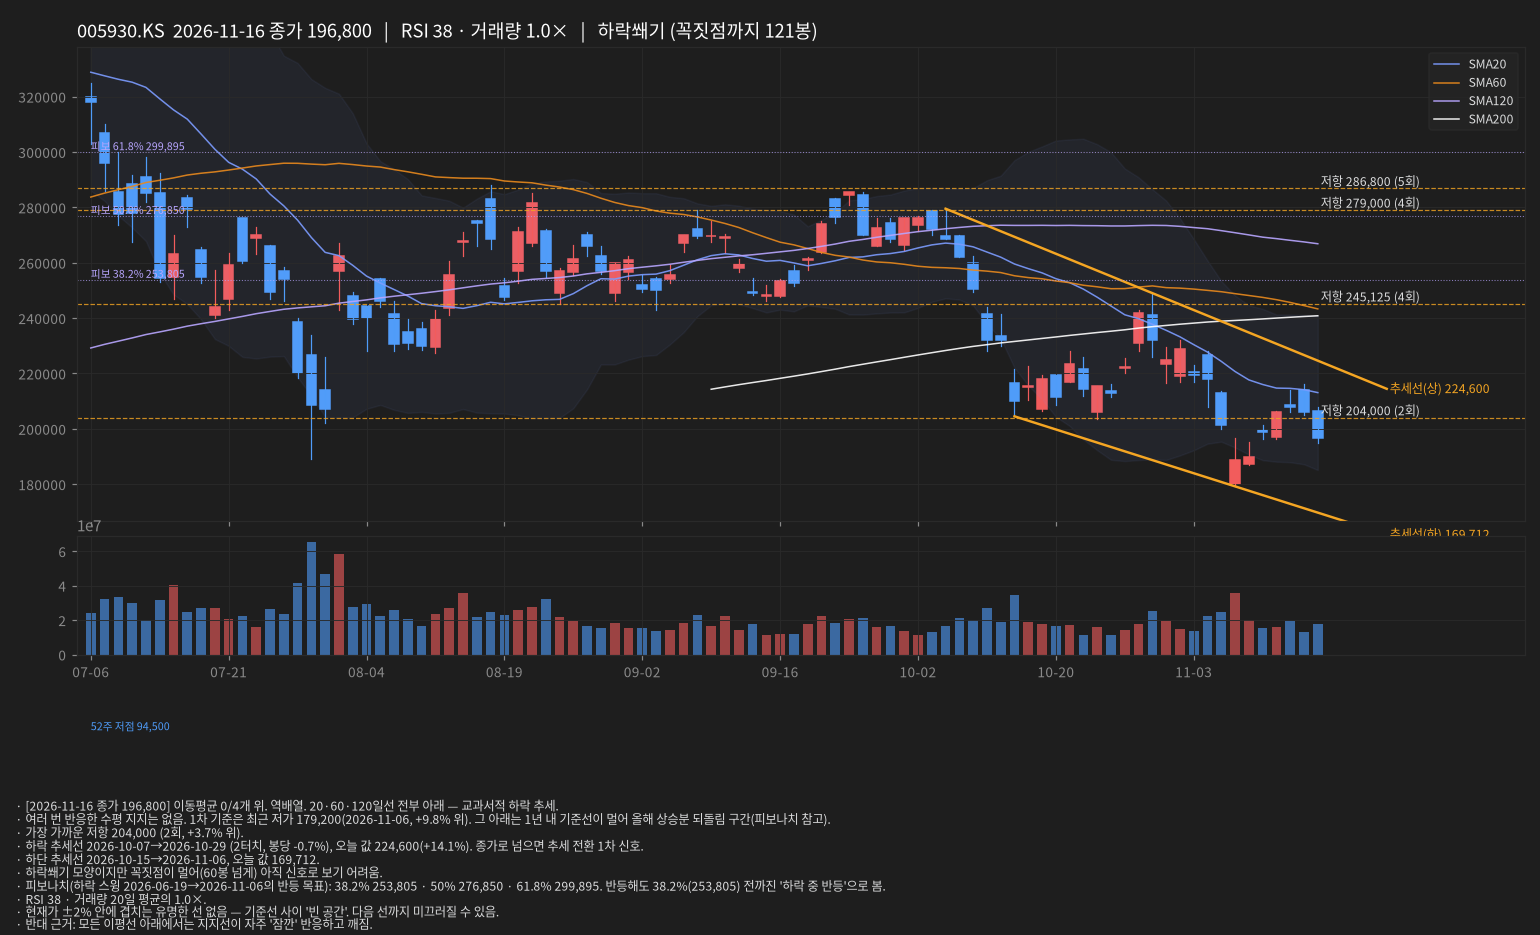 005930.KS 2026-11-16 종가 196,800 | RSI 38 · 거래량 1.0× | 하락쐐기 (꼭짓점까지 121봉)
SMA20
SMA60
SMA120
SMA200
320000
300000
280000
260000
240000
220000
200000
180000
피보 61.8% 299,895
피보 50.0% 276,850
피보 38.2% 253,805
저항 286,800 (5회)
저항 279,000 (4회)
저항 245,125 (4회)
추세선(상) 224,600
저항 204,000 (2회)
추세선(하) 169,712
1e7
6
4
2
0
07-06
07-21
08-04
08-19
09-02
09-16
10-02
10-20
11-03
52주 저점 94,500
· [2026-11-16 종가 196,800] 이동평균 0/4개 위. 역배열. 20·60·120일선 전부 아래 — 교과서적 하락 추세.
· 여러 번 반응한 수평 지지는 없음. 1차 기준은 최근 저가 179,200(2026-11-06, +9.8% 위). 그 아래는 1년 내 기준선이 멀어 올해 상승분 되돌림 구간(피보나치 참고).
· 가장 가까운 저항 204,000 (2회, +3.7% 위).
· 하락 추세선 2026-10-07→2026-10-29 (2터치, 봉당 -0.7%), 오늘 값 224,600(+14.1%). 종가로 넘으면 추세 전환 1차 신호.
· 하단 추세선 2026-10-15→2026-11-06, 오늘 값 169,712.
· 하락쐐기 모양이지만 꼭짓점이 멀어(60봉 넘게) 아직 신호로 보기 어려움.
· 피보나치(하락 스윙 2026-06-19→2026-11-06의 반등 목표): 38.2% 253,805 · 50% 276,850 · 61.8% 299,895. 반등해도 38.2%(253,805) 전까진 '하락 중 반등'으로 봄.
· RSI 38 · 거래량 20일 평균의 1.0×.
· 현재가 ±2% 안에 겹치는 유명한 선 없음 — 기준선 사이 '빈 공간'. 다음 선까지 미끄러질 수 있음.
· 반대 근거: 모든 이평선 아래에서는 지지선이 자주 '잠깐' 반응하고 깨짐.